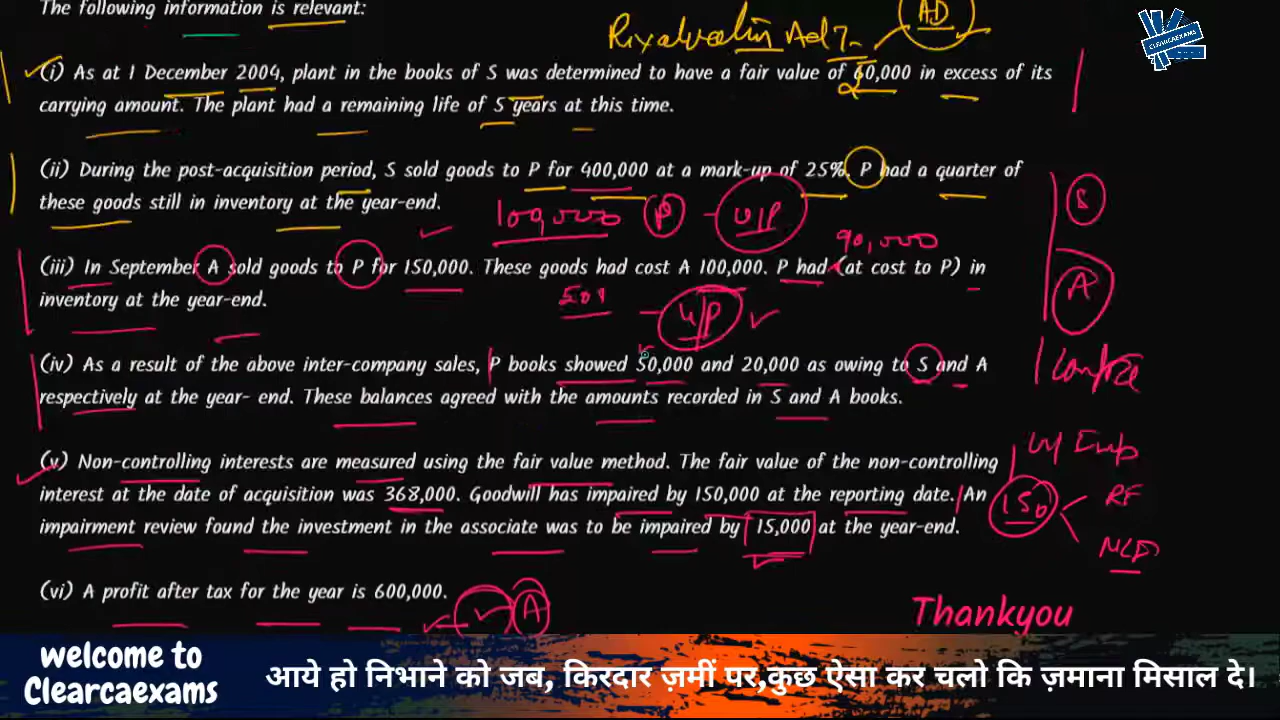 The following information is relevant:
AD
CLEARCAEXAMS
(i) As at 1 December 2004, plant in the books of S was determined to have a fair value of 60,000 in excess of its
carrying amount. The plant had a remaining life of 5 years at this time.
(ii) During the post-acquisition period, S sold goods to P for 400,000 at a mark-up of 25%. P had a quarter of
these goods still in inventory at the year-end.
100,000 P U/P
S
90,000
(iii) In September A sold goods to P for 150,000. These goods had cost A 100,000. P had (at cost to P) in
inventory at the year-end.
U/P
A
(iv) As a result of the above inter-company sales, P books showed 50,000 and 20,000 as owing to S and A
respectively at the year- end. These balances agreed with the amounts recorded in S and A books.
(v) Non-controlling interests are measured using the fair value method. The fair value of the non-controlling
interest at the date of acquisition was 368,000. Goodwill has impaired by 150,000 at the reporting date. An
impairment review found the investment in the associate was to be impaired by 15,000 at the year-end.
150
(vi) A profit after tax for the year is 600,000.
A
Thankyou
welcome to
Clearcaexams
आये हो निभाने को जब, किरदार ज़मीं पर,कुछ ऐसा कर चलो कि ज़माना मिसाल दे।